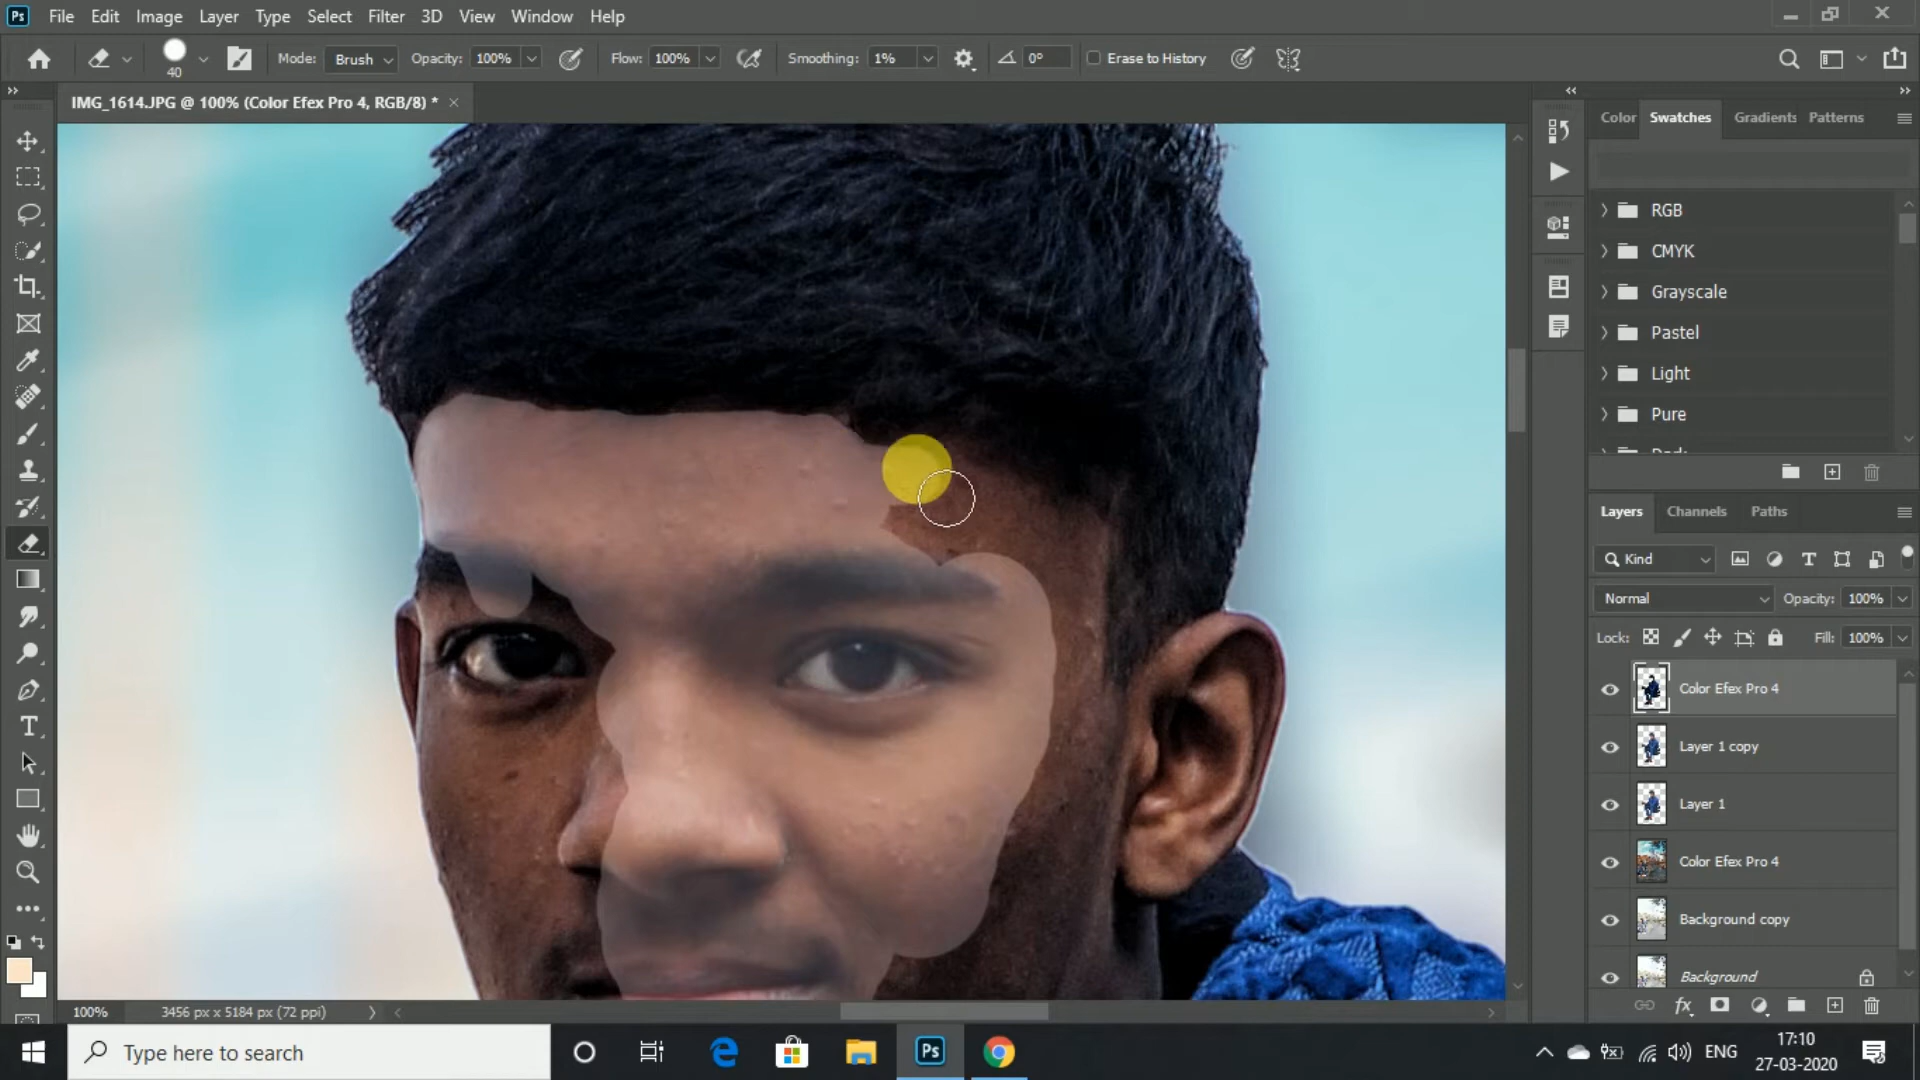 Ps File Edit Image Layer Type Select Filter 3D View Window Help
40 Mode: Brush Opacity: 100% Flow: 100% Smoothing: 1% 0° Erase to History
IMG_1614.JPG @ 100% (Color Efex Pro 4, RGB/8) * ×
Color Swatches Gradients Patterns
RGB
CMYK
Grayscale
Pastel
Light
Pure
Layers Channels Paths
Kind
Normal Opacity: 100%
Lock: Fill: 100%
Color Efex Pro 4
Layer 1 copy
Layer 1
Color Efex Pro 4
Background copy
Background
100% 3456 px x 5184 px (72 ppi)
Type here to search
Ps
ENG
17:10
27-03-2020